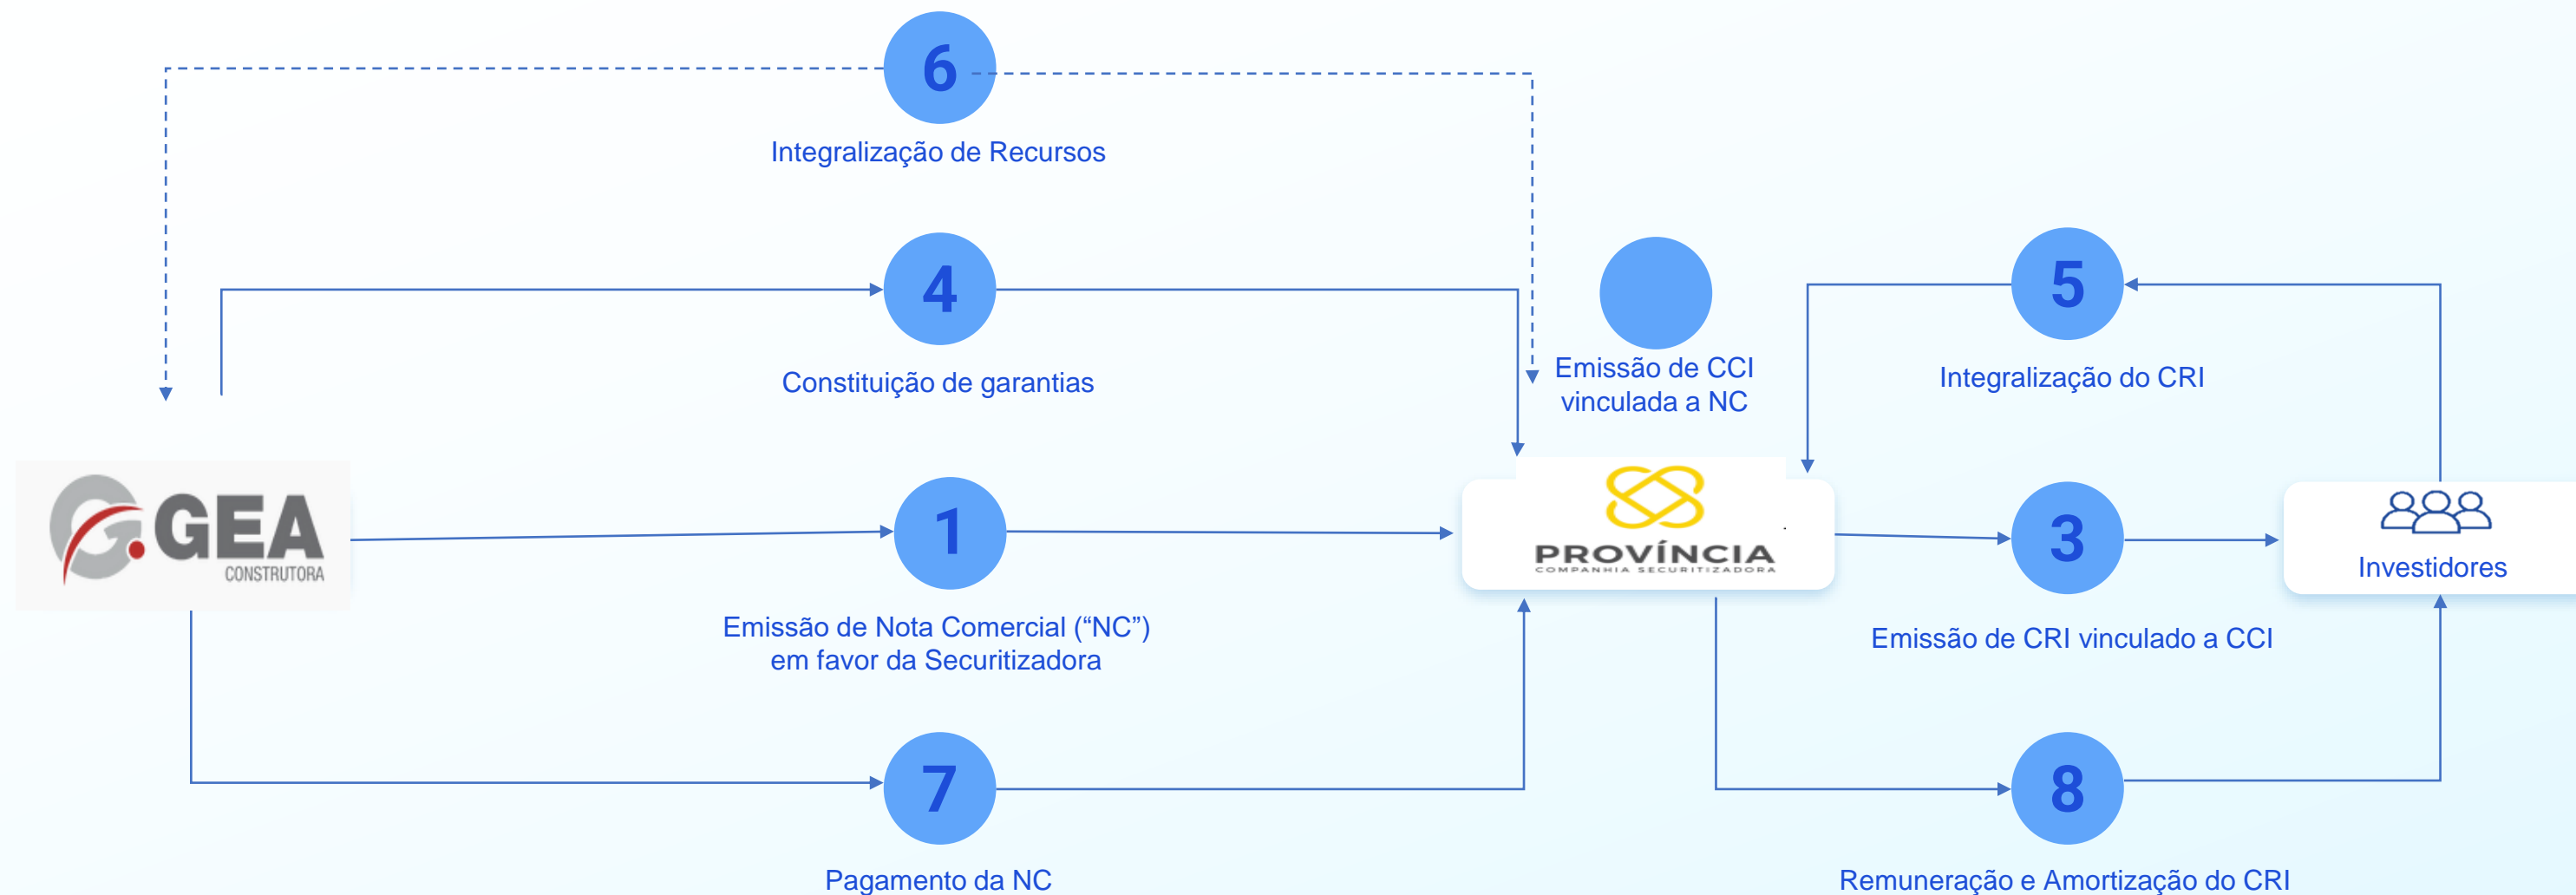 6
Integralização de Recursos
4
Constituição de garantias
Emissão de CCI
vinculada a NC
5
Integralização do CRI
GEA
CONSTRUTORA
1
Emissão de Nota Comercial (“NC”)
em favor da Securitizadora
PROVÍNCIA
COMPANHIA SECURITIZADORA
3
Emissão de CRI vinculado a CCI
Investidores
7
Pagamento da NC
8
Remuneração e Amortização do CRI